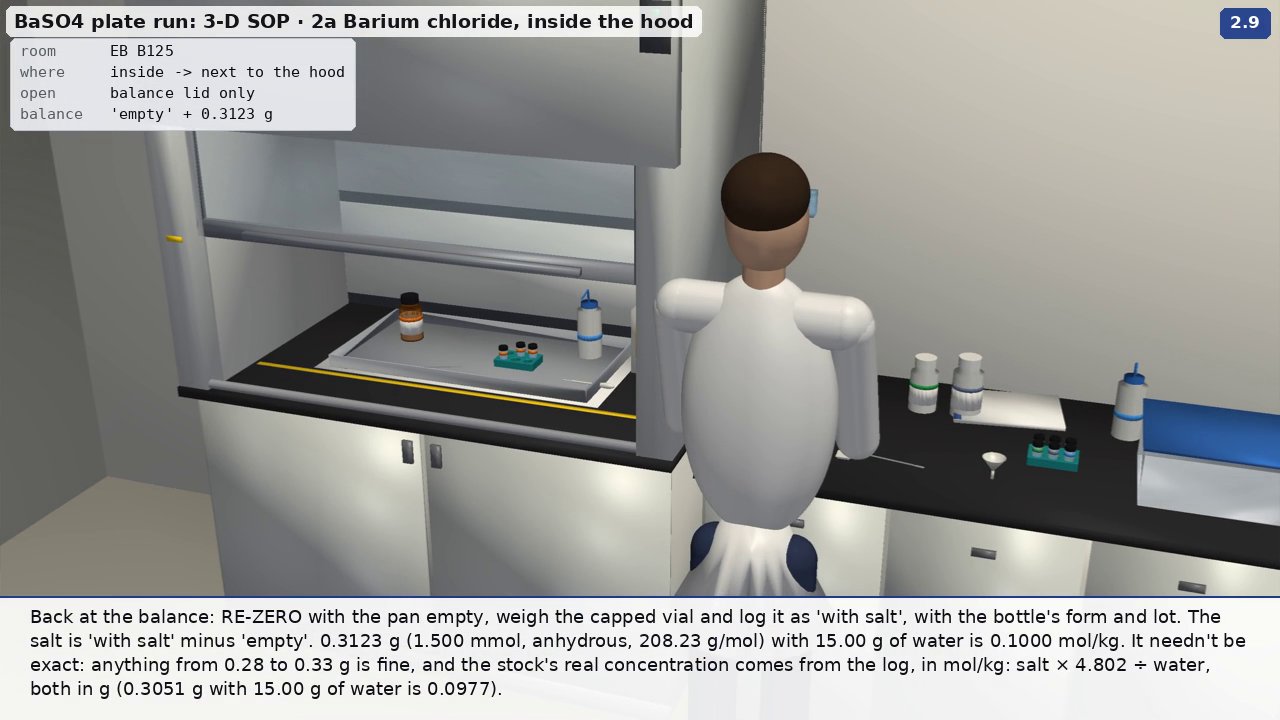 BaSO4 plate run: 3-D SOP · 2a Barium chloride, inside the hood
2.9
room EB B125
where inside -> next to the hood
open balance lid only
balance 'empty' + 0.3123 g
Back at the balance: RE-ZERO with the pan empty, weigh the capped vial and log it as 'with salt', with the bottle's form and lot. The
salt is 'with salt' minus 'empty'. 0.3123 g (1.500 mmol, anhydrous, 208.23 g/mol) with 15.00 g of water is 0.1000 mol/kg. It needn't be
exact: anything from 0.28 to 0.33 g is fine, and the stock's real concentration comes from the log, in mol/kg: salt × 4.802 ÷ water,
both in g (0.3051 g with 15.00 g of water is 0.0977).